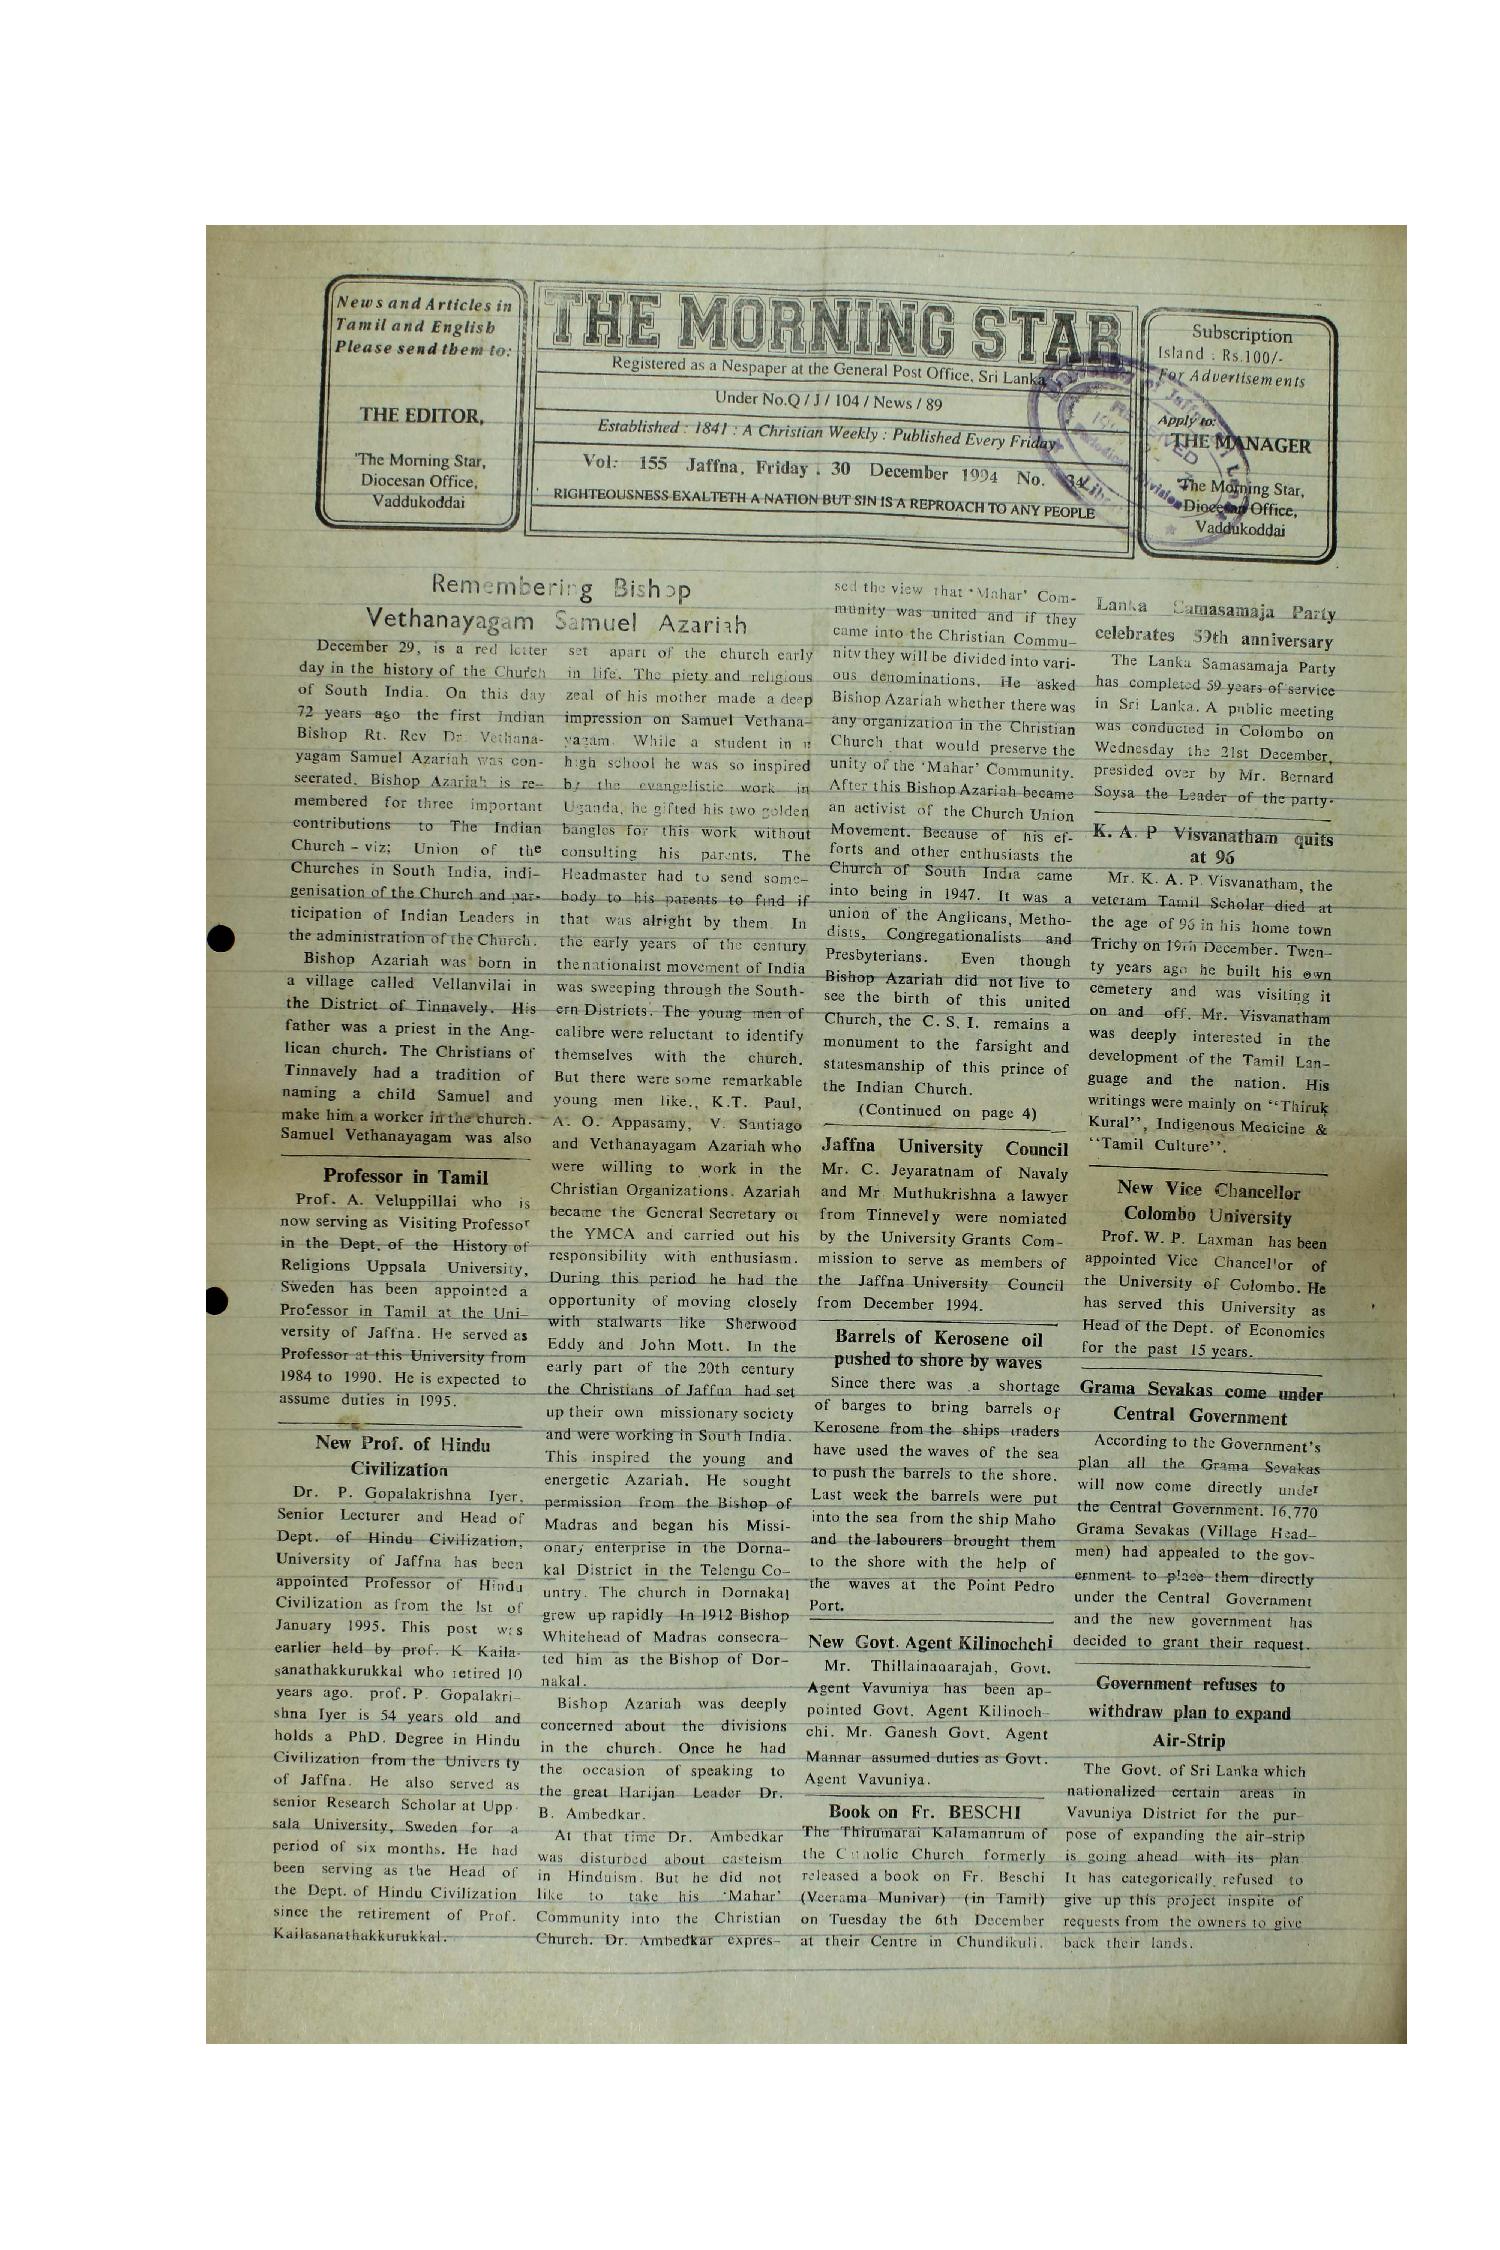 News and Articles in
Tamil and English
Please send them to:
THE EDITOR,
The Morning Star,
Diocesan Office,
Vaddukoddai
THE MORNING STAR
Registered as a Nespaper at the General Post Office, Sri Lanka
Under No.Q / J / 104 / News / 89
Established : 1841 : A Christian Weekly : Published Every Friday
Vol: 155 Jaffna, Friday . 30 December 1994 No. 34
RIGHTEOUSNESS EXALTETH A NATION BUT SIN IS A REPROACH TO ANY PEOPLE
Subscription
Island : Rs.100/-
For Advertisements
Apply to:
THE MANAGER
The Morning Star,
Diocesan Office,
Vaddukoddai
Remembering Bishop
Vethanayagam Samuel Azariah
December 29, is a red letter
day in the history of the Church
of South India. On this day
72 years ago the first Indian
Bishop Rt. Rev Dr. Vethana-
yagam Samuel Azariah was con-
secrated. Bishop Azariah is re-
membered for three important
contributions to The Indian
Church - viz; Union of the
Churches in South India, indi-
genisation of the Church and par-
ticipation of Indian Leaders in
the administration of the Church.
Bishop Azariah was born in
a village called Vellanvilai in
the District of Tinnavely. His
father was a priest in the Ang-
lican church. The Christians of
Tinnavely had a tradition of
naming a child Samuel and
make him a worker in the church.
Samuel Vethanayagam was also
Professor in Tamil
Prof. A. Veluppillai who is
now serving as Visiting Professor
in the Dept. of the History of
Religions Uppsala University,
Sweden has been appointed a
Professor in Tamil at the Uni-
versity of Jaffna. He served as
Professor at this University from
1984 to 1990. He is expected to
assume duties in 1995.
New Prof. of Hindu
Civilization
Dr. P. Gopalakrishna Iyer,
Senior Lecturer and Head of
Dept. of Hindu Civilization,
University of Jaffna has been
appointed Professor of Hindu
Civilization as from the 1st of
January 1995. This post was
earlier held by prof. K Kaila-
sanathakkurukkal who retired 10
years ago. prof. P. Gopalakri-
shna Iyer is 54 years old and
holds a PhD. Degree in Hindu
Civilization from the Univers ty
of Jaffna. He also served as
senior Research Scholar at Upp-
sala University, Sweden for a
period of six months. He had
been serving as the Head of
the Dept. of Hindu Civilization
since the retirement of Prof.
Kailasanathakkurukkal.
set apart of the church early
in life. The piety and religious
zeal of his mother made a deep
impression on Samuel Vethana-
yagam. While a student in a
high school he was so inspired
by the evangelistic work in
Uganda, he gifted his two golden
bangles for this work without
consulting his parents. The
Headmaster had to send some-
body to his parents to find if
that was alright by them. In
the early years of the century
the nationalist movement of India
was sweeping through the South-
ern Districts. The young men of
calibre were reluctant to identify
themselves with the church.
But there were some remarkable
young men like., K.T. Paul,
A. O. Appasamy, V. Santiago
and Vethanayagam Azariah who
were willing to work in the
Christian Organizations. Azariah
became the General Secretary of
the YMCA and carried out his
responsibility with enthusiasm.
During this period he had the
opportunity of moving closely
with stalwarts like Sherwood
Eddy and John Mott. In the
early part of the 20th century
the Christians of Jaffna had set
up their own missionary society
and were working in South India.
This inspired the young and
energetic Azariah. He sought
permission from the Bishop of
Madras and began his Missi-
onary enterprise in the Dorna-
kal District in the Telengu Co-
untry. The church in Dornakal
grew up rapidly In 1912 Bishop
Whitehead of Madras consecra-
ted him as the Bishop of Dor-
nakal.
Bishop Azariah was deeply
concerned about the divisions
in the church. Once he had
the occasion of speaking to
the great Harijan Leader Dr.
B. Ambedkar.
At that time Dr. Ambedkar
was disturbed about casteism
in Hinduism. But he did not
like to take his 'Mahar'
Community into the Christian
Church. Dr. Ambedkar expres-
sed the view that 'Mahar' Com-
munity was united and if they
came into the Christian Commu-
nity they will be divided into vari-
ous denominations. He asked
Bishop Azariah whether there was
any organization in the Christian
Church that would preserve the
unity of the 'Mahar' Community.
After this Bishop Azariah became
an activist of the Church Union
Movement. Because of his ef-
forts and other enthusiasts the
Church of South India came
into being in 1947. It was a
union of the Anglicans, Metho-
dists, Congregationalists and
Presbyterians. Even though
Bishop Azariah did not live to
see the birth of this united
Church, the C. S. I. remains a
monument to the farsight and
statesmanship of this prince of
the Indian Church.
(Continued on page 4)
Jaffna University Council
Mr. C. Jeyaratnam of Navaly
and Mr Muthukrishna a lawyer
from Tinnevely were nomiated
by the University Grants Com-
mission to serve as members of
the Jaffna University Council
from December 1994.
Barrels of Kerosene oil
pushed to shore by waves
Since there was a shortage
of barges to bring barrels of
Kerosene from the ships traders
have used the waves of the sea
to push the barrels to the shore.
Last week the barrels were put
into the sea from the ship Maho
and the labourers brought them
to the shore with the help of
the waves at the Point Pedro
Port.
New Govt. Agent Kilinochchi
Mr. Thillainaqarajah, Govt.
Agent Vavuniya has been ap-
pointed Govt. Agent Kilinoch-
chi. Mr. Ganesh Govt. Agent
Mannar assumed duties as Govt.
Agent Vavuniya.
Book on Fr. BESCHI
The Thirumarai Kalamanrum of
the Catholic Church formerly
released a book on Fr. Beschi
(Veerama Munivar) (in Tamil)
on Tuesday the 6th December
at their Centre in Chundikuli.
Lanka Samasamaja Party
celebrates 59th anniversary
The Lanka Samasamaja Party
has completed 59 years of service
in Sri Lanka. A public meeting
was conducted in Colombo on
Wednesday the 21st December,
presided over by Mr. Bernard
Soysa the Leader of the party.
K. A. P Visvanatham quits
at 96
Mr. K. A. P. Visvanatham, the
veteram Tamil Scholar died at
the age of 96 in his home town
Trichy on 19th December. Twen-
ty years ago he built his own
cemetery and was visiting it
on and off. Mr. Visvanatham
was deeply interested in the
development of the Tamil Lan-
guage and the nation. His
writings were mainly on "Thiruk
Kural", Indigenous Medicine &
"Tamil Culture".
New Vice Chancellor
Colombo University
Prof. W. P. Laxman has been
appointed Vice Chancellor of
the University of Colombo. He
has served this University as
Head of the Dept. of Economics
for the past 15 years.
Grama Sevakas come under
Central Government
According to the Government's
plan all the Grama Sevakas
will now come directly under
the Central Government. 16,770
Grama Sevakas (Village Head-
men) had appealed to the gov-
ernment to place them directly
under the Central Government
and the new government has
decided to grant their request.
Government refuses to
withdraw plan to expand
Air-Strip
The Govt. of Sri Lanka which
nationalized certain areas in
Vavuniya District for the pur-
pose of expanding the air-strip
is going ahead with its plan.
It has categorically refused to
give up this project inspite of
requests from the owners to give
back their lands.